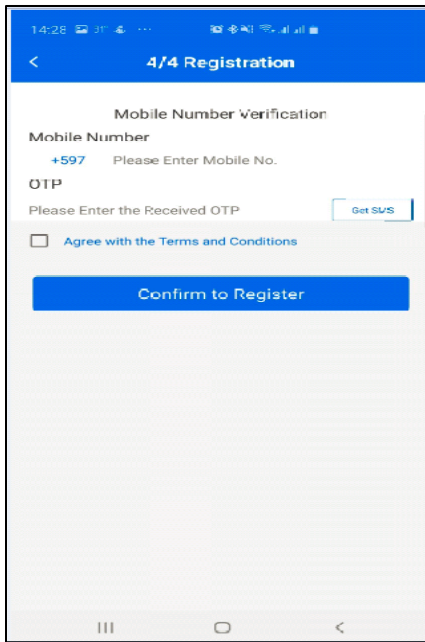 14:28 31°
4/4 Registration
Mobile Number Verification
Mobile Number
+597 Please Enter Mobile No.
OTP
Please Enter the Received OTP Get SMS
Agree with the Terms and Conditions
Confirm to Register